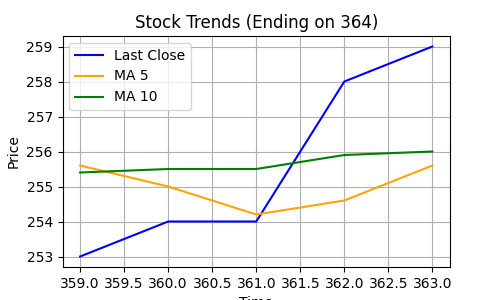 Stock Trends (Ending on 364)
Last Close
MA 5
MA 10
Price
259
258
257
256
255
254
253
359.0 359.5 360.0 360.5 361.0 361.5 362.0 362.5 363.0
Time